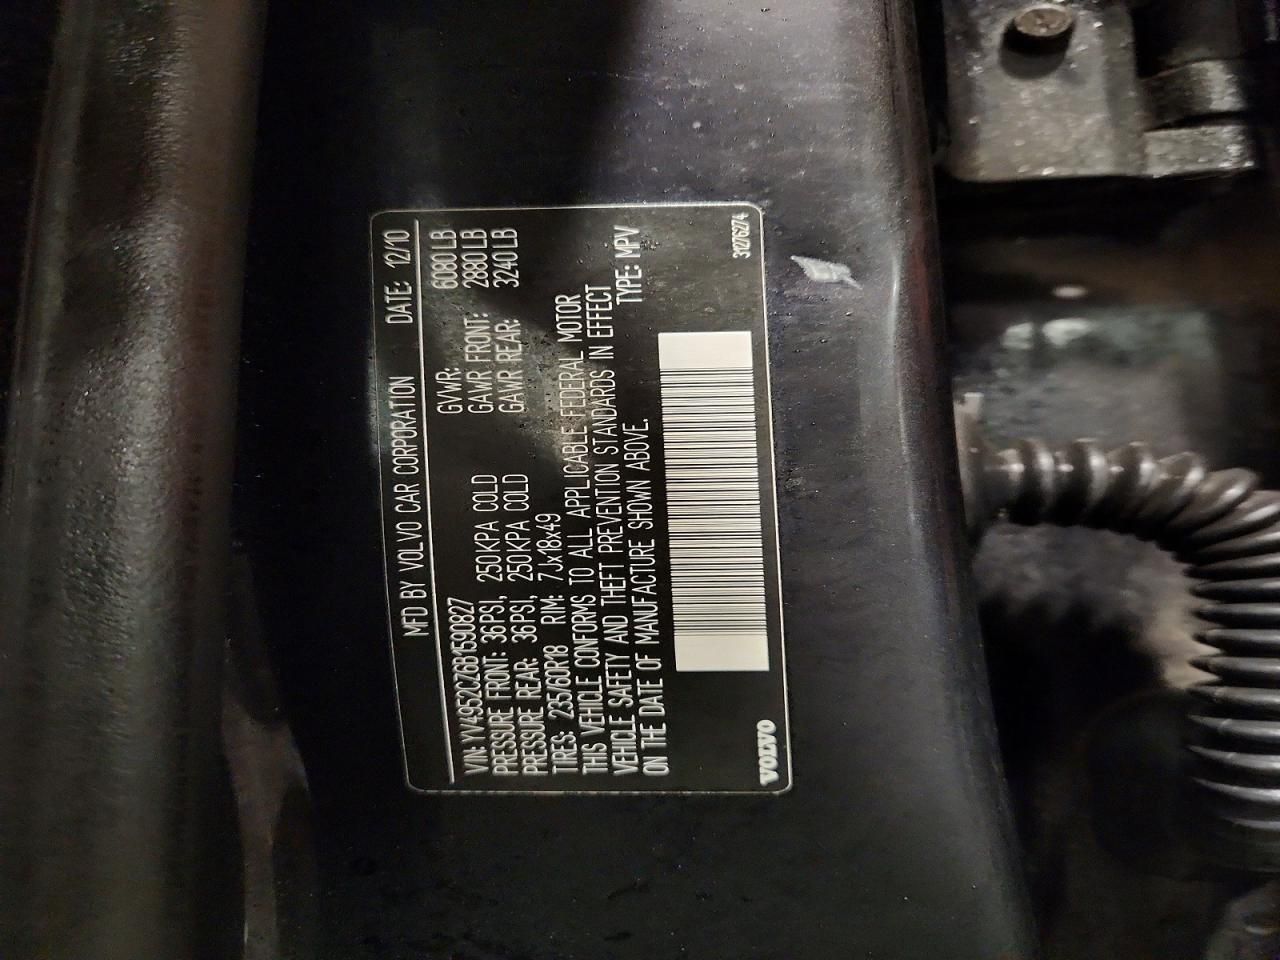 MFD BY VOLVO CAR CORPORATION DATE: 12/10
VIN: YV4952CZ6B1590827 GVWR: 6080 LB
PRESSURE FRONT: 36PSI, 250KPA COLD GAWR FRONT: 2880 LB
PRESSURE REAR: 36PSI, 250KPA COLD GAWR REAR: 3240 LB
TIRES: 235/60R18 RIM: 7Jx18x49
THIS VEHICLE CONFORMS TO ALL APPLICABLE FEDERAL MOTOR
VEHICLE SAFETY AND THEFT PREVENTION STANDARDS IN EFFECT
ON THE DATE OF MANUFACTURE SHOWN ABOVE. TYPE: MPV
VOLVO 31276274